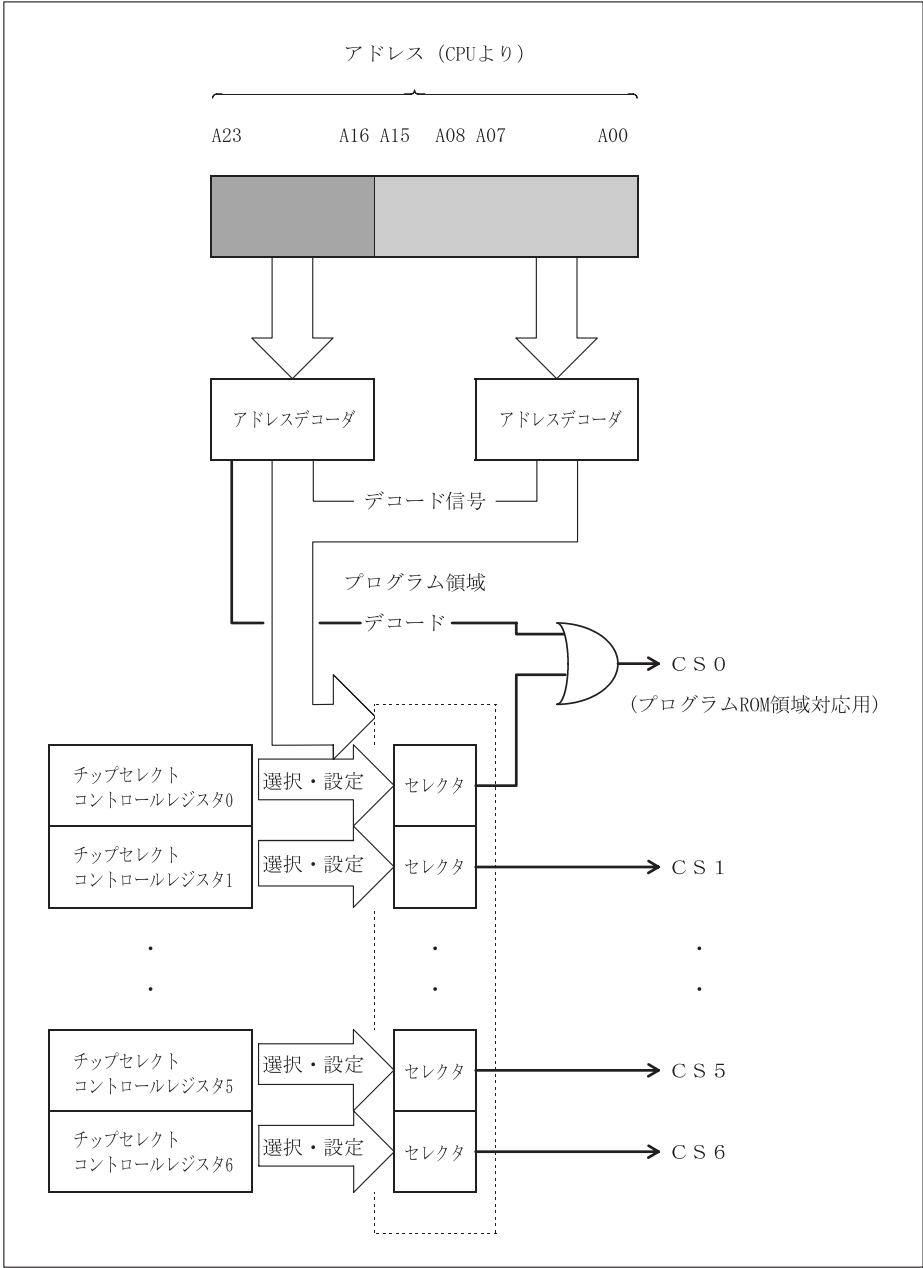 アドレス (CPUより)
A23 A16 A15 A08 A07 A00
アドレスデコーダ アドレスデコーダ
デコード信号
プログラム領域
デコード
CS0
(プログラムROM領域対応用)
チップセレクト
コントロールレジスタ0
選択・設定
セレクタ
チップセレクト
コントロールレジスタ1
選択・設定
セレクタ
CS1
チップセレクト
コントロールレジスタ5
選択・設定
セレクタ
CS5
チップセレクト
コントロールレジスタ6
選択・設定
セレクタ
CS6